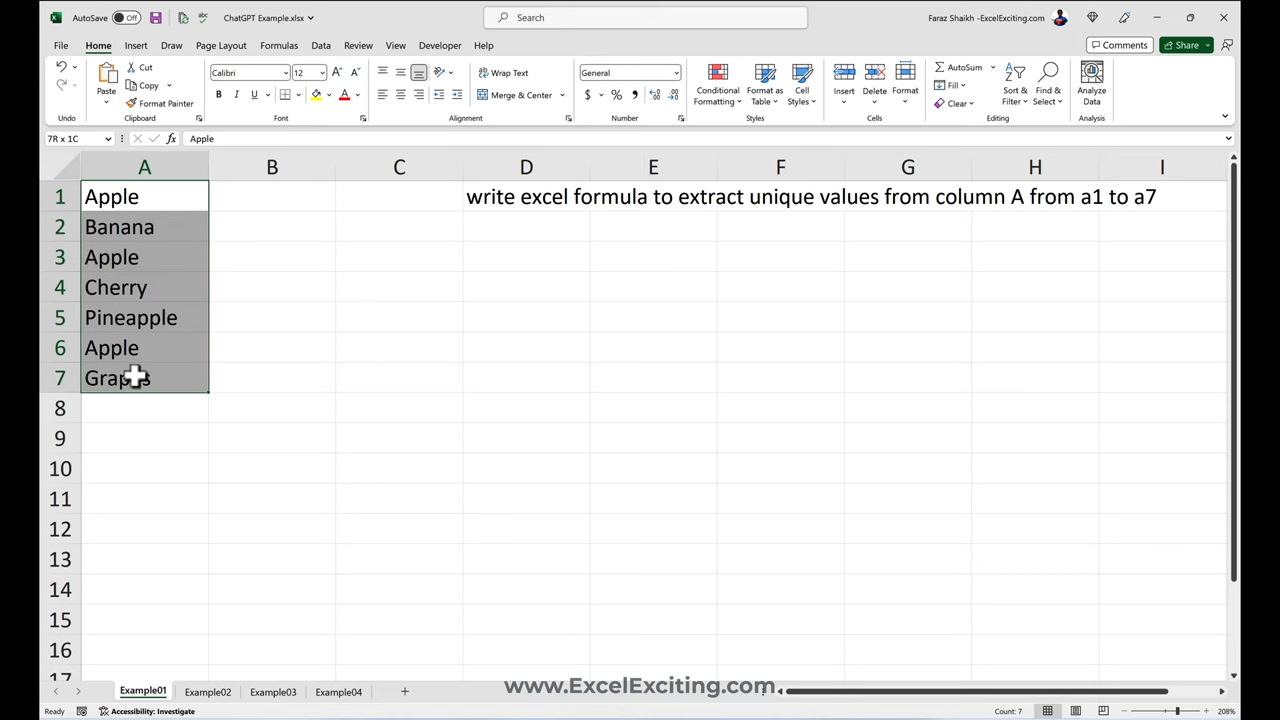 AutoSave Off ChatGPT Example.xlsx Search Faraz Shaikh -ExcelExciting.com
File Home Insert Draw Page Layout Formulas Data Review View Developer Help Comments Share
Paste Cut Copy Format Painter
Calibri 12 B I U A
Wrap Text Merge & Center
General $ % ,
Conditional Formatting Format as Table Cell Styles
Insert Delete Format
AutoSum Fill Clear Sort & Filter Find & Select
Analyze Data
Undo Clipboard Font Alignment Number Styles Cells Editing Analysis
7R x 1C fx Apple
A B C D E F G H I
1 Apple write excel formula to extract unique values from column A from a1 to a7
2 Banana
3 Apple
4 Cherry
5 Pineapple
6 Apple
7
8
9
10
11
12
13
14
15
16
17
Example01 Example02 Example03 Example04 www.ExcelExciting.com
Ready Accessibility: Investigate Count: 7 208%